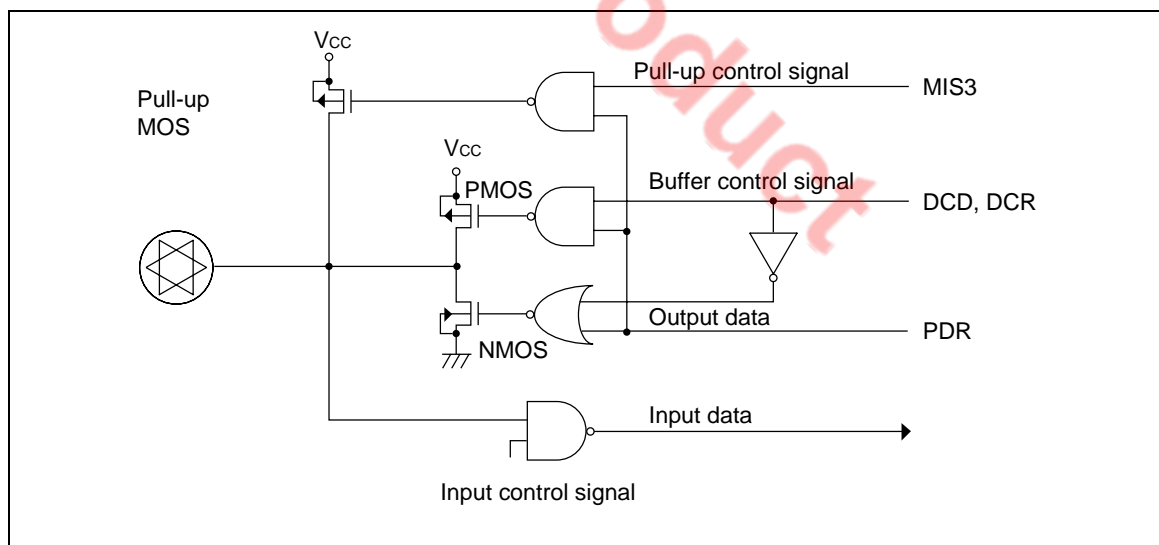 oduct
VCC
Pull-up control signal
MIS3
Pull-up
MOS
VCC
PMOS
Buffer control signal
DCD, DCR
Output data
PDR
NMOS
Input data
Input control signal